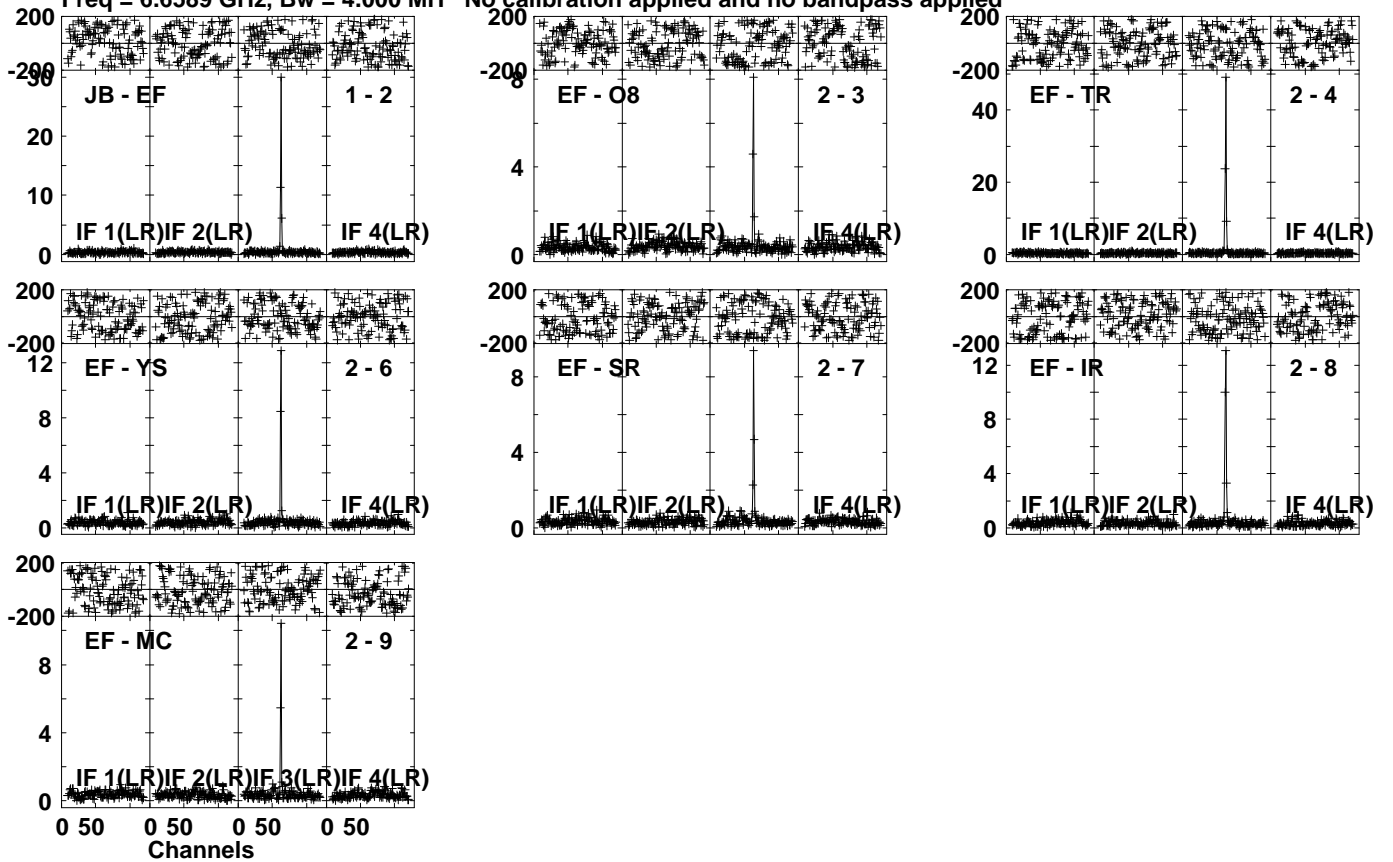 Freq = 6.6589 GHz, Bw = 4.000 MH No calibration applied and no bandpass applied
200
-200
30
20
10
0
JB - EF 1 - 2
IF 1(LR) IF 2(LR) IF 4(LR)
200
-200
8
4
0
EF - O8 2 - 3
IF 1(LR) IF 2(LR) IF 4(LR)
200
-200
40
20
0
EF - TR 2 - 4
IF 1(LR) IF 2(LR) IF 4(LR)
200
-200
12
8
4
0
EF - YS 2 - 6
IF 1(LR) IF 2(LR) IF 4(LR)
200
-200
8
4
0
EF - SR 2 - 7
IF 1(LR) IF 2(LR) IF 4(LR)
200
-200
12
8
4
0
EF - IR 2 - 8
IF 1(LR) IF 2(LR) IF 4(LR)
200
-200
8
4
0
EF - MC 2 - 9
IF 1(LR) IF 2(LR) IF 3(LR) IF 4(LR)
0 50 0 50 0 50 0 50
Channels